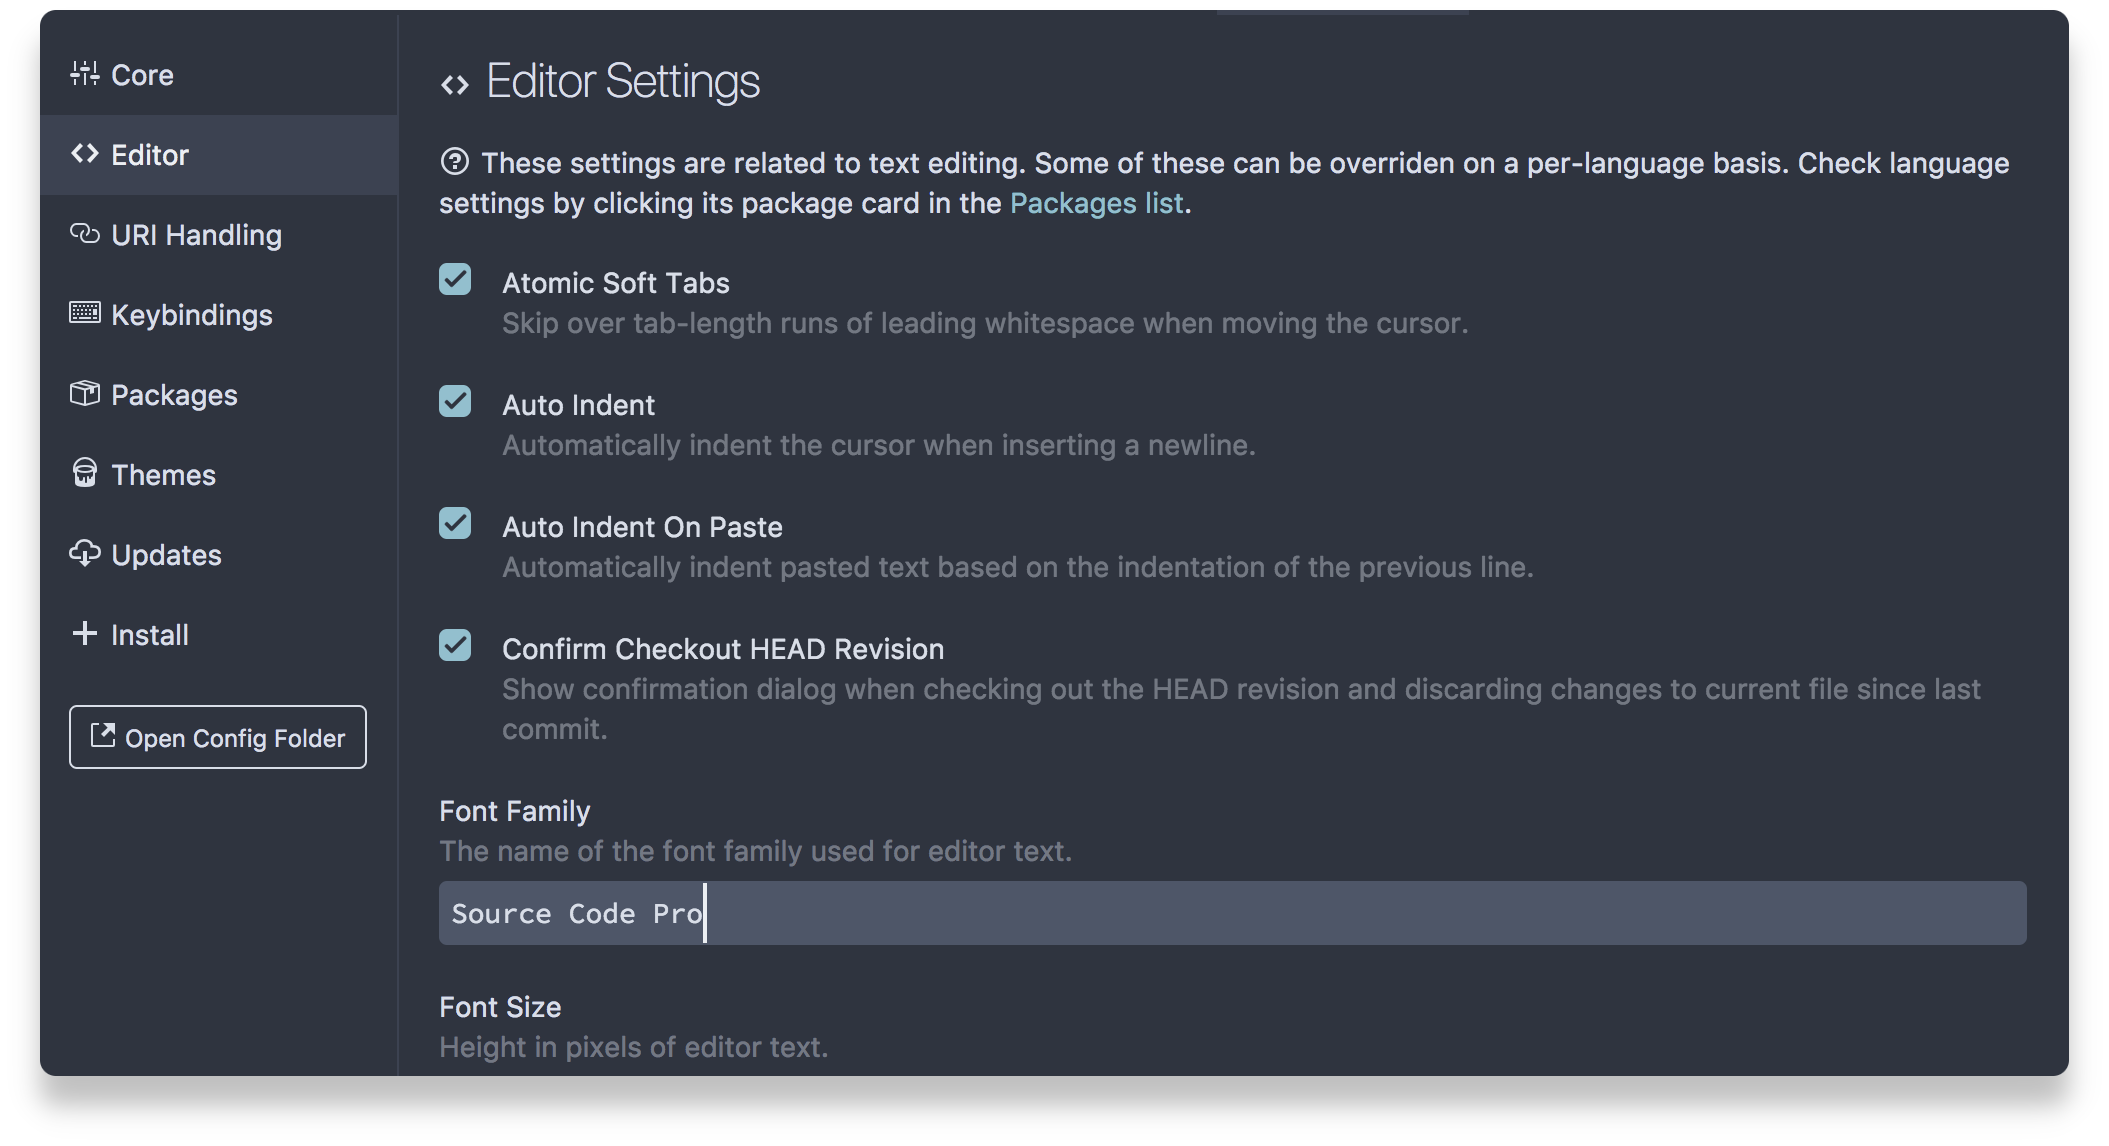 Core
Editor
URI Handling
Keybindings
Packages
Themes
Updates
Install
Open Config Folder
Editor Settings
These settings are related to text editing. Some of these can be overriden on a per-language basis. Check language
settings by clicking its package card in the Packages list.
Atomic Soft Tabs
Skip over tab-length runs of leading whitespace when moving the cursor.
Auto Indent
Automatically indent the cursor when inserting a newline.
Auto Indent On Paste
Automatically indent pasted text based on the indentation of the previous line.
Confirm Checkout HEAD Revision
Show confirmation dialog when checking out the HEAD revision and discarding changes to current file since last
commit.
Font Family
The name of the font family used for editor text.
Source Code Pro
Font Size
Height in pixels of editor text.